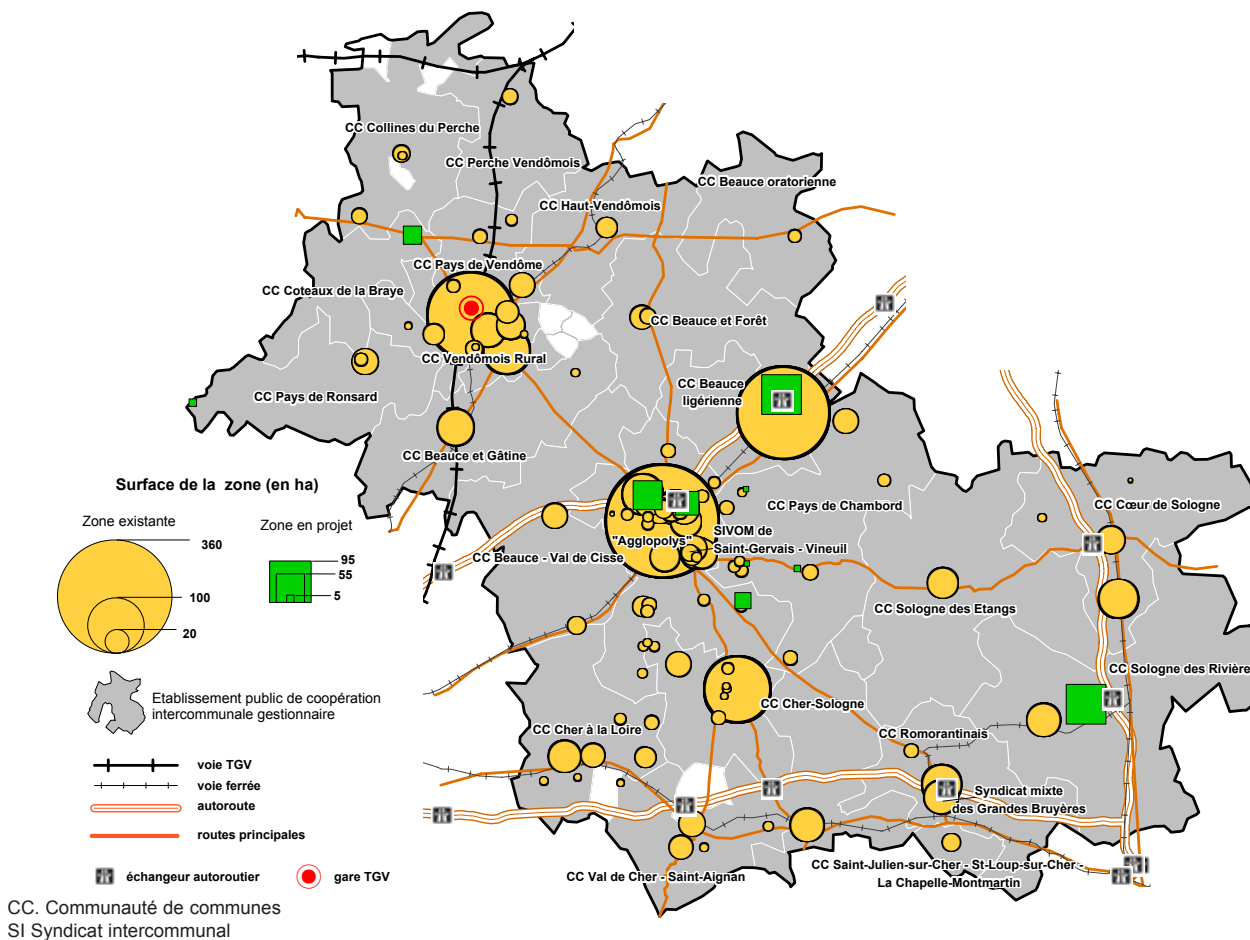 CC Collines du Perche
CC Perche Vendômois
CC Beauce oratorienne
CC Haut-Vendômois
CC Pays de Vendôme
CC Coteaux de la Braye
CC Beauce et Forêt
CC Vendômois Rural
CC Beauce
ligérienne
CC Pays de Ronsard
CC Beauce et Gâtine
CC Pays de Chambord
CC Cœur de Sologne
SIVOM de
Saint-Gervais - Vineuil
"Agglopolys"
CC Beauce - Val de Cisse
CC Sologne des Etangs
CC Sologne des Rivière
CC Cher-Sologne
CC Cher à la Loire
CC Romorantinais
Syndicat mixte
des Grandes Bruyères
CC Val de Cher - Saint-Aignan
CC Saint-Julien-sur-Cher - St-Loup-sur-Cher -
La Chapelle-Montmartin
Surface de la zone (en ha)
Zone existante
360
100
20
Zone en projet
95
55
5
Etablissement public de coopération
intercommunale gestionnaire
voie TGV
voie ferrée
autoroute
routes principales
échangeur autoroutier
gare TGV
CC. Communauté de communes
SI Syndicat intercommunal